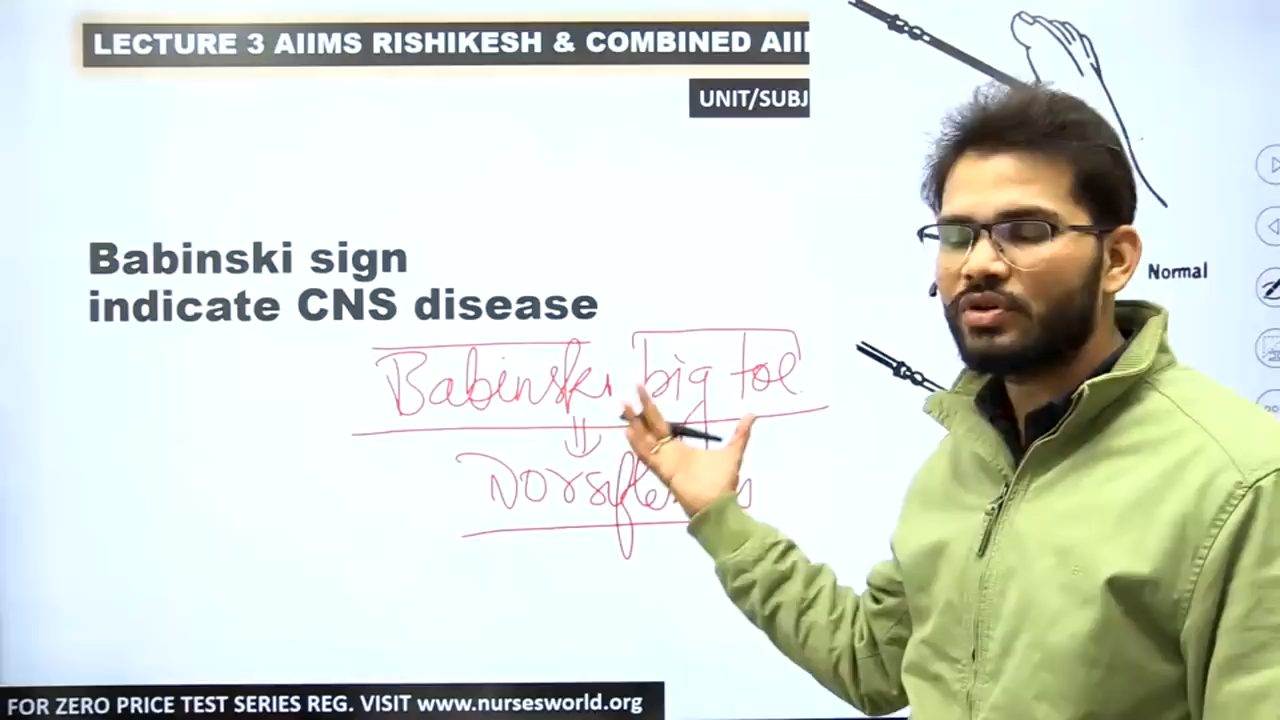 LECTURE 3 AIIMS RISHIKESH & COMBINED AII
UNIT/SUBJ
Normal
Babinski sign
indicate CNS disease
Babinski big toe
FOR ZERO PRICE TEST SERIES REG. VISIT www.nursesworld.org